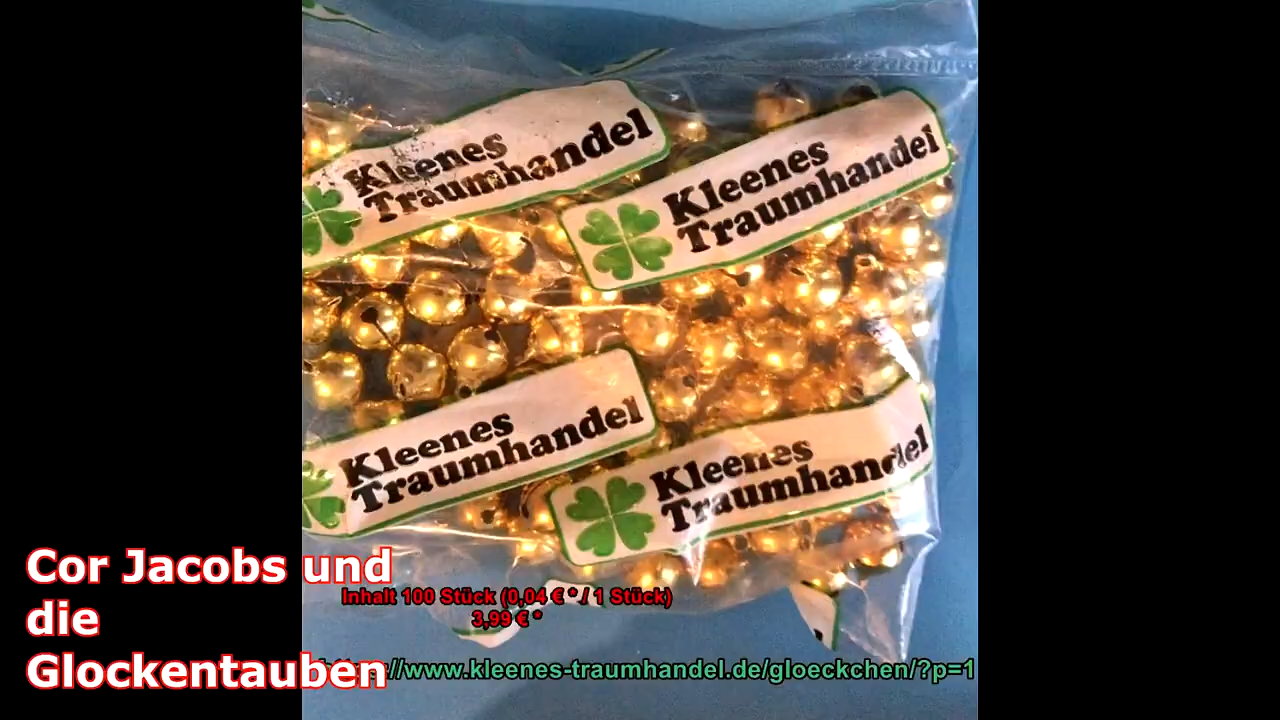 Kleenes
Traumhandel
Kleenes
Traumhandel
Kleenes
Traumhandel
Kleenes
Traumhandel
Cor Jacobs und
die
Glockentauben
Inhalt 100 Stück (0,04 € * / 1 Stück)
3,99 € *
//www.kleenes-traumhandel.de/gloeckchen/?p=1